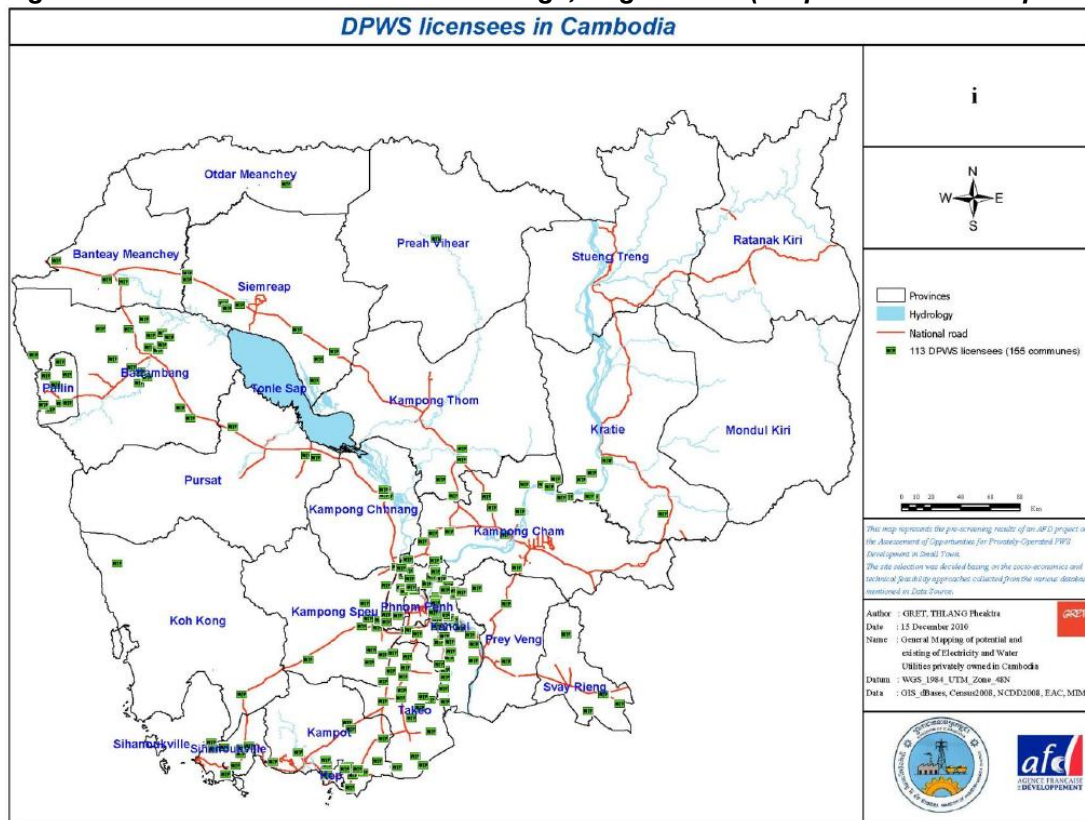 DPWS licensees in Cambodia
i
N
W E
S
Otdar Meanchey
Banteay Meanchey
Preah Vihear
Stueng Treng
Ratanak Kiri
Siemreap
Pailin
Battambang
Tonle Sap
Kampong Thom
Kratie
Mondul Kiri
Pursat
Kampong Chhnang
Kampong Cham
Koh Kong
Kampong Speu
Phnom Penh
Kandal
Prey Veng
Svay Rieng
Takeo
Kampot
Sihanoukville
Sihanoukville
Kep
Provinces
Hydrology
National road
113 DPWS licensees (155 communes)
0 10 20 40 60 80
Km
This map represents the pre-screening results of an AFD project on
the Assessment of Opportunities for Privately-Operated PWS
Development in Small Town.
The site selection was decided basing on the socio-economics and
technical feasibility approaches collected from the various database
mentioned in Data Source.
Author : GRET, THLANG Pheaktra
Date : 15 December 2010
Name : General Mapping of potential and
existing of Electricity and Water
Utilities privately owned in Cambodia
Datum : WGS_1984_UTM_Zone_48N
Data : GIS_dBases, Census2008, NCDD2008, EAC, MIM
GRET
afd
AGENCE FRANÇAISE
DE DÉVELOPPEMENT